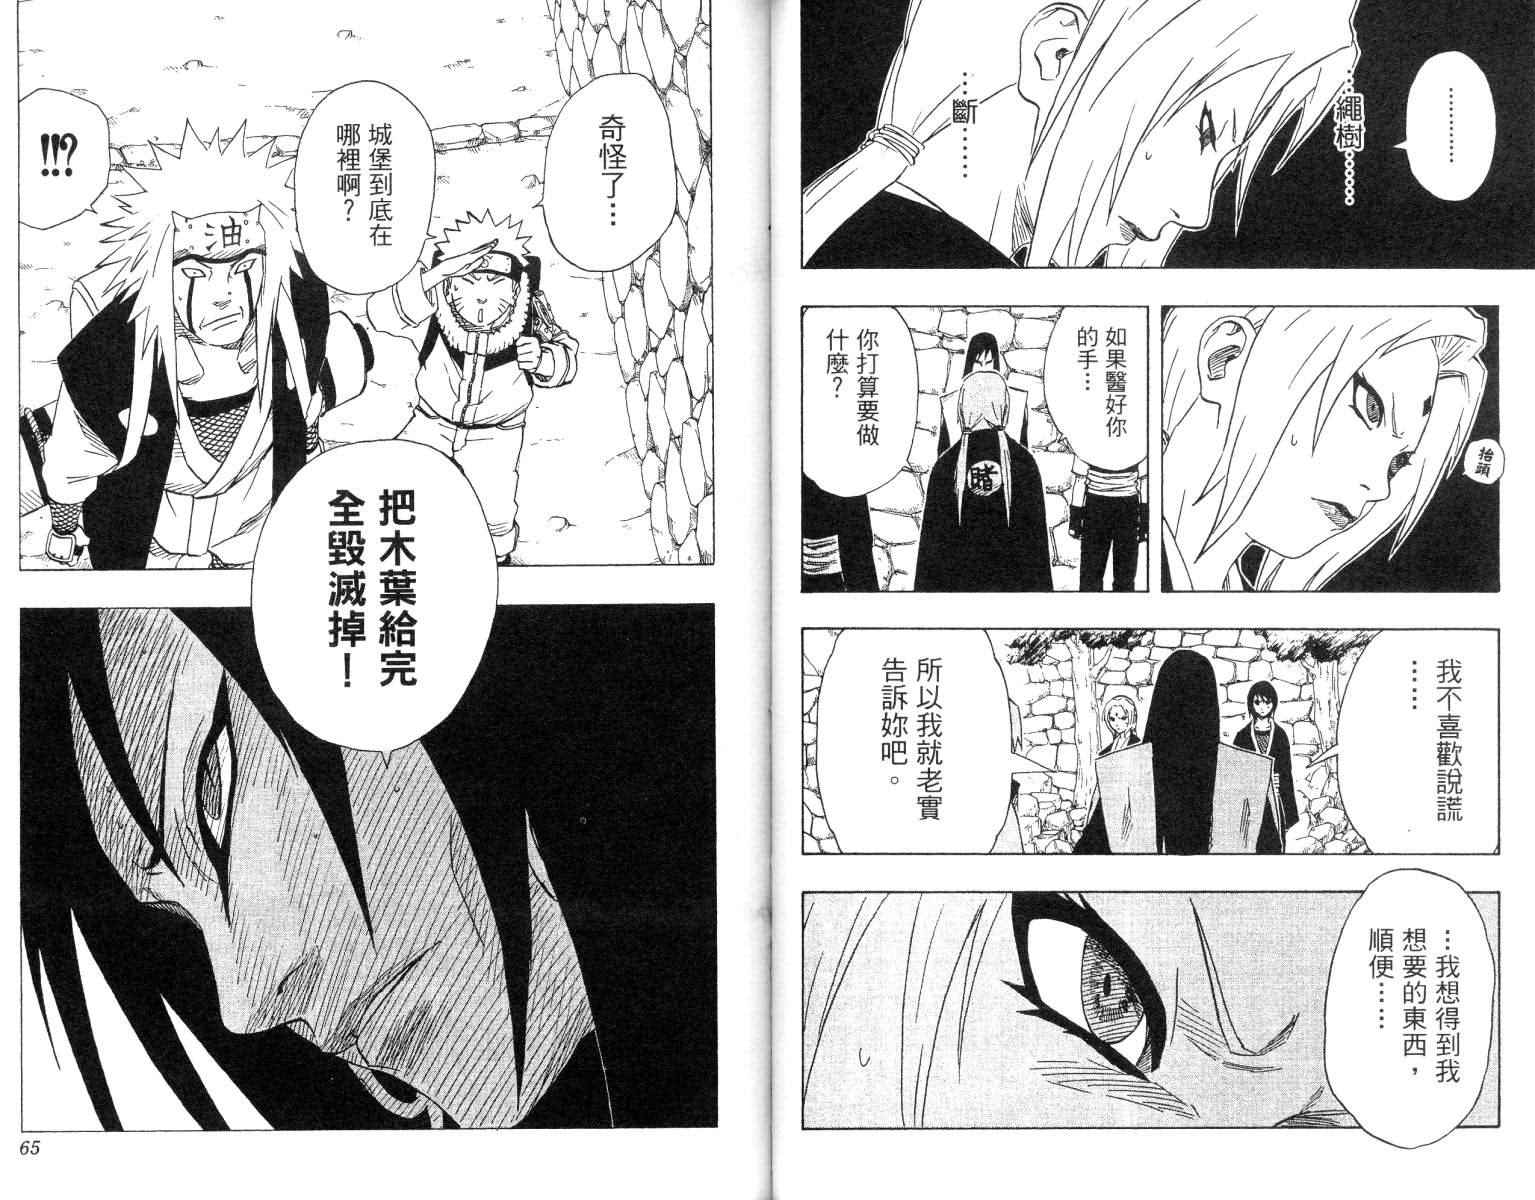 …………
…繩樹………
…斷……
抬頭
如果醫好你
的手…
你打算要做
什麼？
賭
我不喜歡說謊
……
所以我就老實
告訴妳吧。
…我想得到我
想要的東西，
順便……
奇怪了…
城堡到底在
哪裡啊？
油
!!?
把木葉給完
全毀滅掉！
65